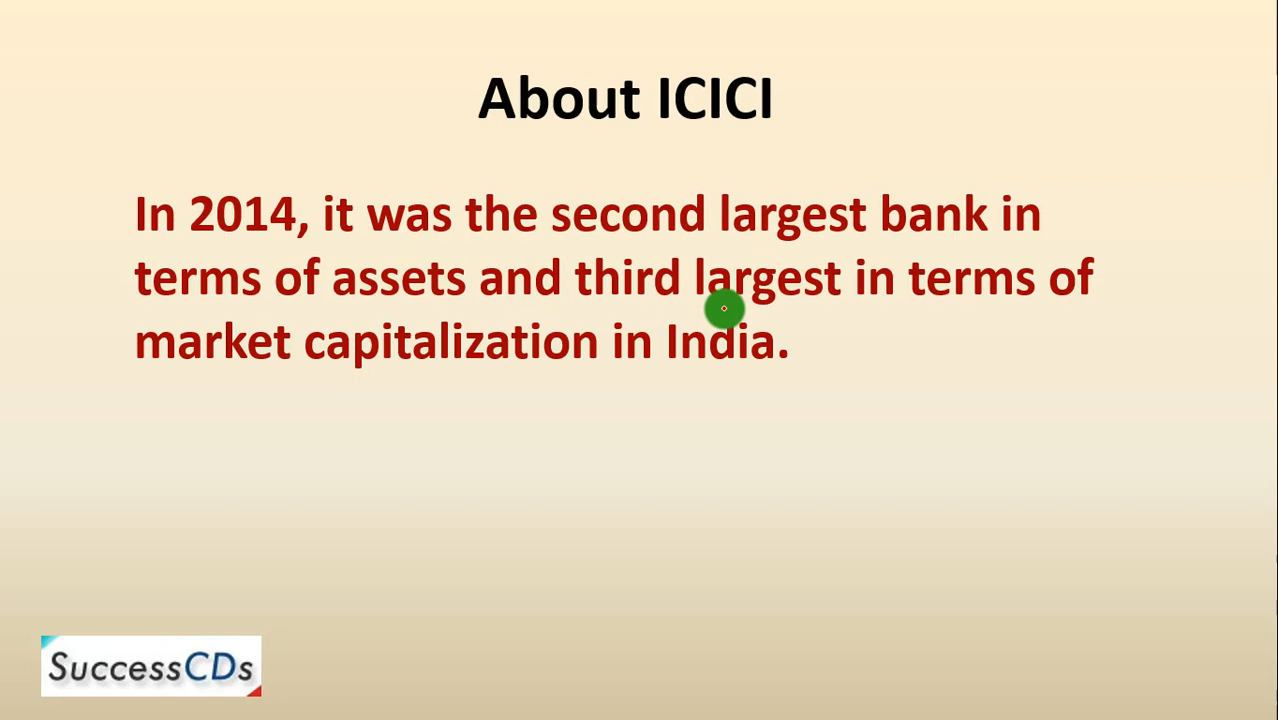 About ICICI
In 2014, it was the second largest bank in
terms of assets and third largest in terms of
market capitalization in India.
SuccessCDs